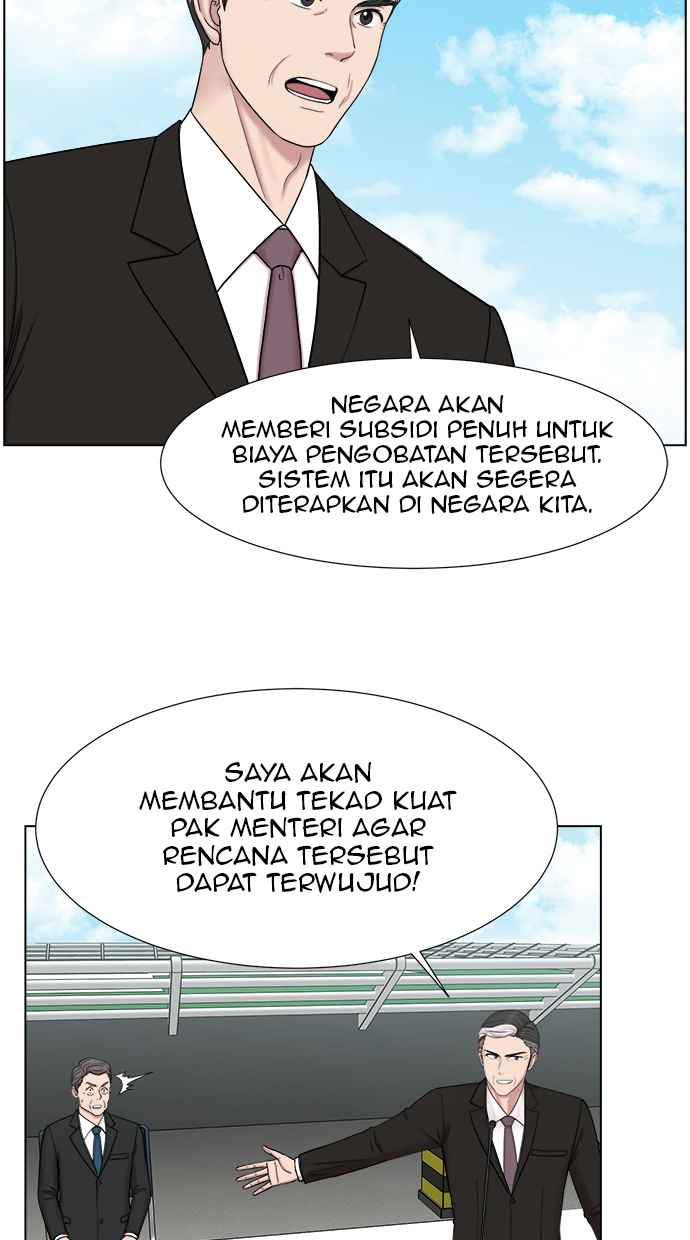 NEGARA AKAN
MEMBERI SUBSIDI PENUH UNTUK
BIAYA PENGOBATAN TERSEBUT.
SISTEM ITU AKAN SEGERA
DITERAPKAN DI NEGARA KITA.
SAYA AKAN
MEMBANTU TEKAD KUAT
PAK MENTERI AGAR
RENCANA TERSEBUT
DAPAT TERWUJUD!